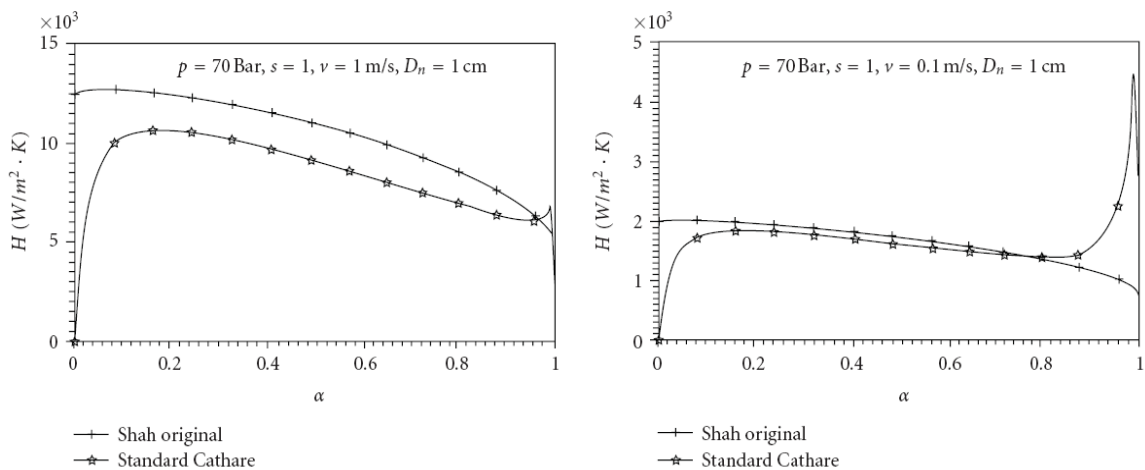 ×10³
15
10
5
0
H (W/m² · K)
p = 70 Bar, s = 1, v = 1 m/s, Dn = 1 cm
0 0.2 0.4 0.6 0.8 1
α
Shah original
Standard Cathare
×10³
5
4
3
2
1
0
H (W/m² · K)
p = 70 Bar, s = 1, v = 0.1 m/s, Dn = 1 cm
0 0.2 0.4 0.6 0.8 1
α
Shah original
Standard Cathare